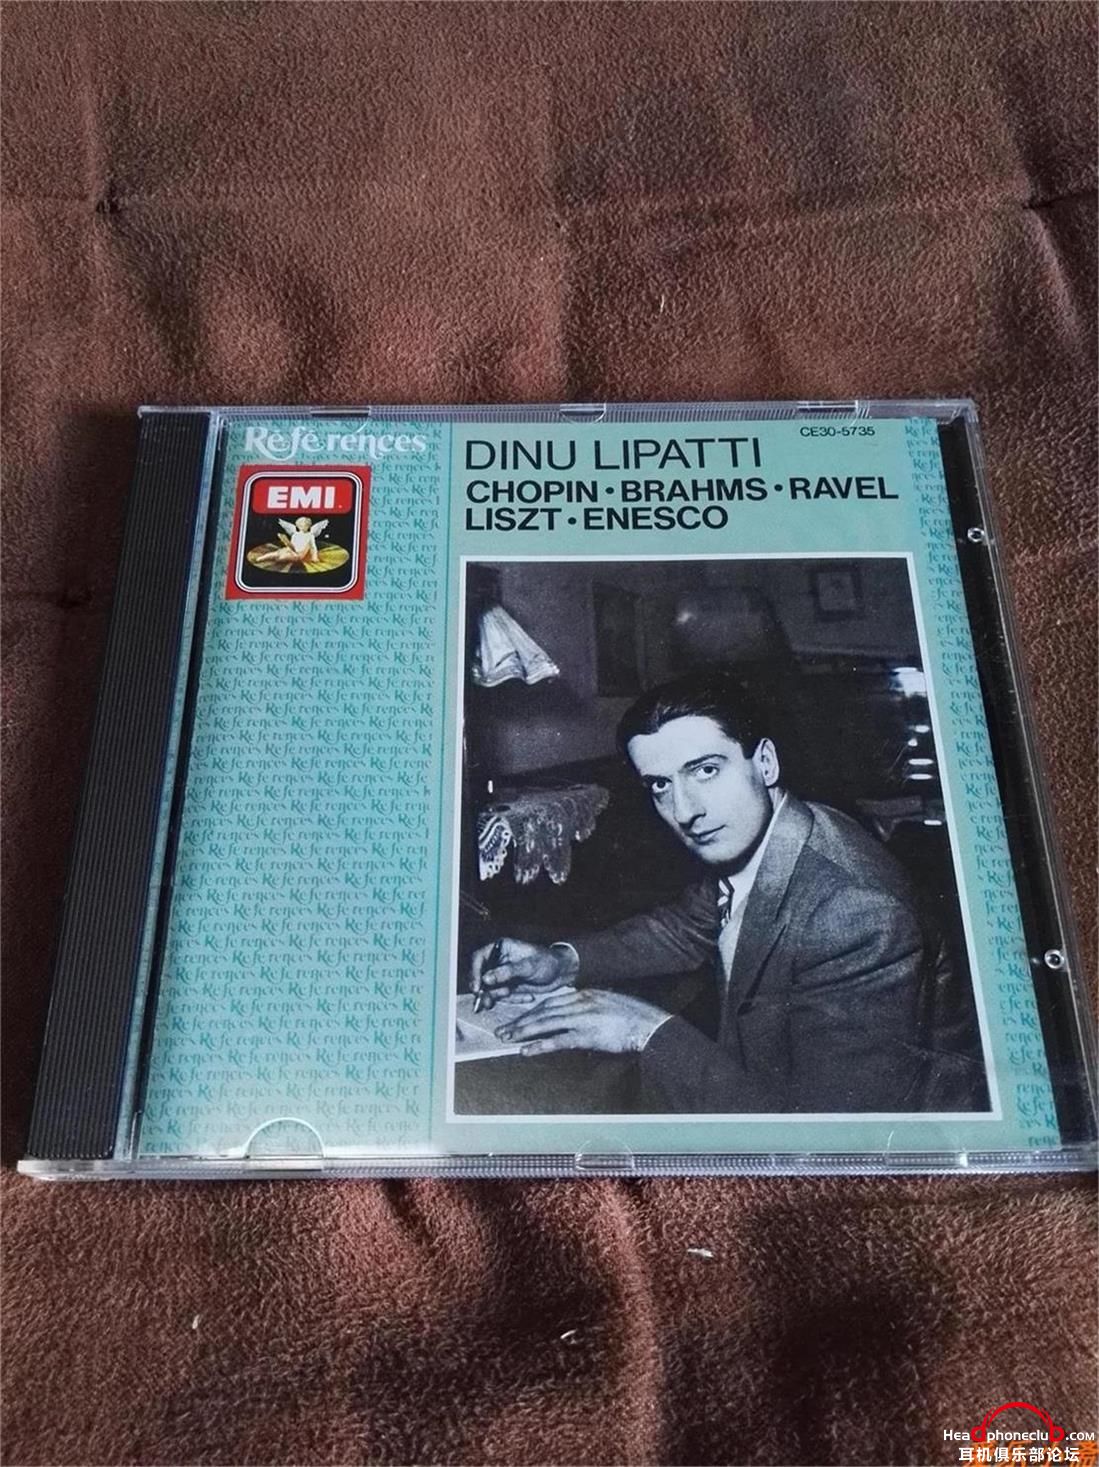 Références
EMI
DINU LIPATTI
CE30-5735
CHOPIN • BRAHMS • RAVEL
LISZT • ENESCO
Headphoneclub.com
耳机俱乐部论坛